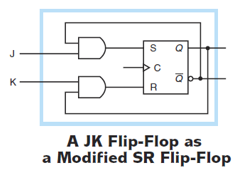 J
K
S
Q
C
R
Q̅
A JK Flip-Flop as
a Modified SR Flip-Flop